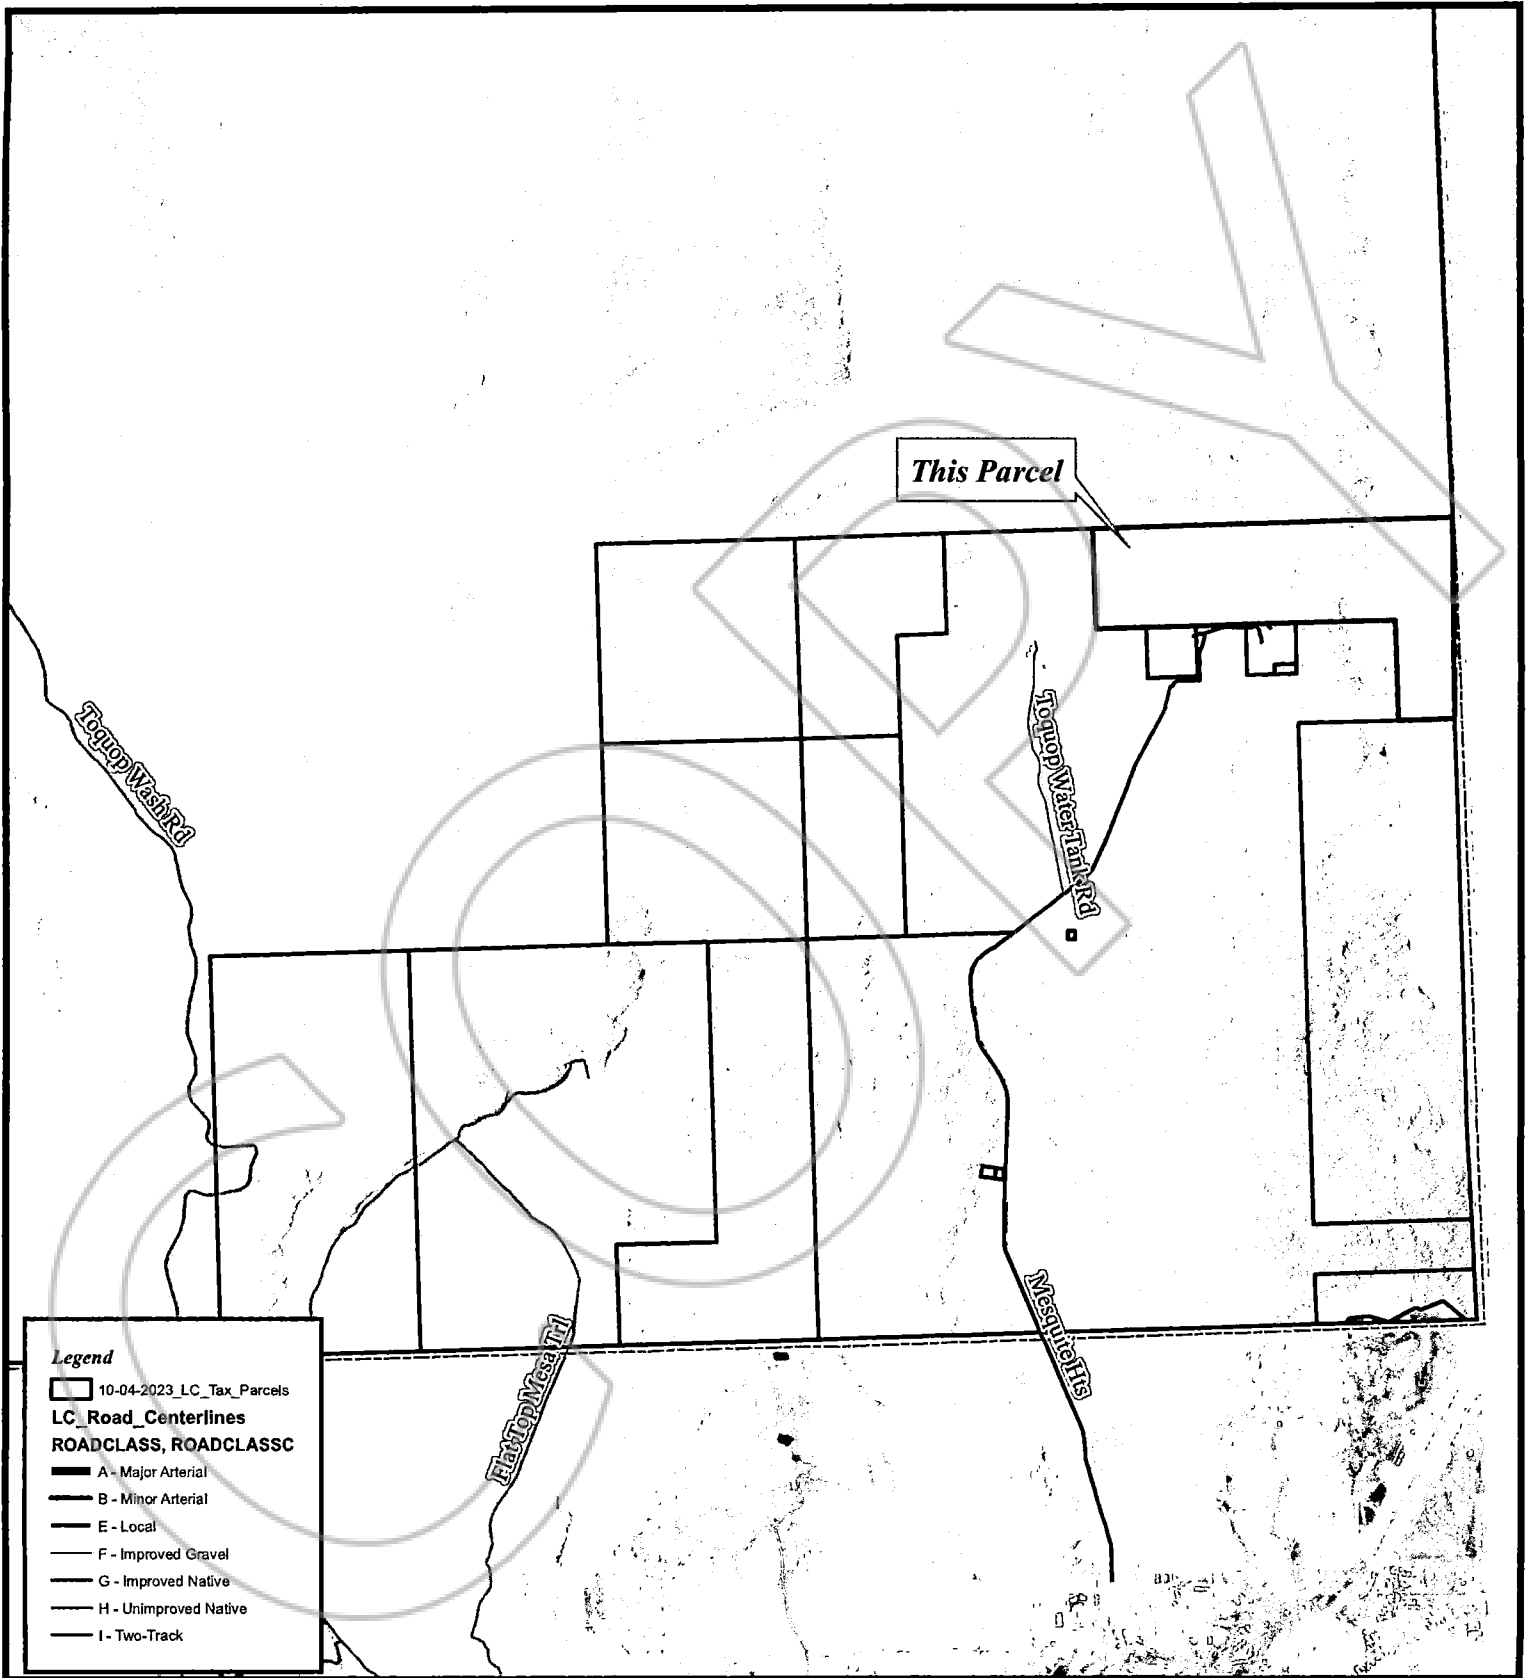 COPY
This Parcel
Toquop Wash Rd
Toquop Water Tank Rd
Mesquite Hts
Flat Top Mesa Trl
Legend
10-04-2023_LC_Tax_Parcels
LC_Road_Centerlines
ROADCLASS, ROADCLASSC
A - Major Arterial
B - Minor Arterial
E - Local
F - Improved Gravel
G - Improved Native
H - Unimproved Native
I - Two-Track